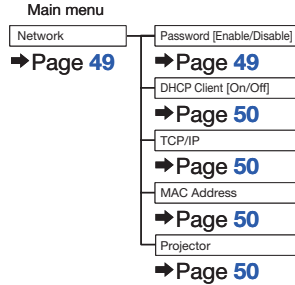 Main menu
Network
➡Page 49
Password [Enable/Disable]
➡Page 49
DHCP Client [On/Off]
➡Page 50
TCP/IP
➡Page 50
MAC Address
➡Page 50
Projector
➡Page 50